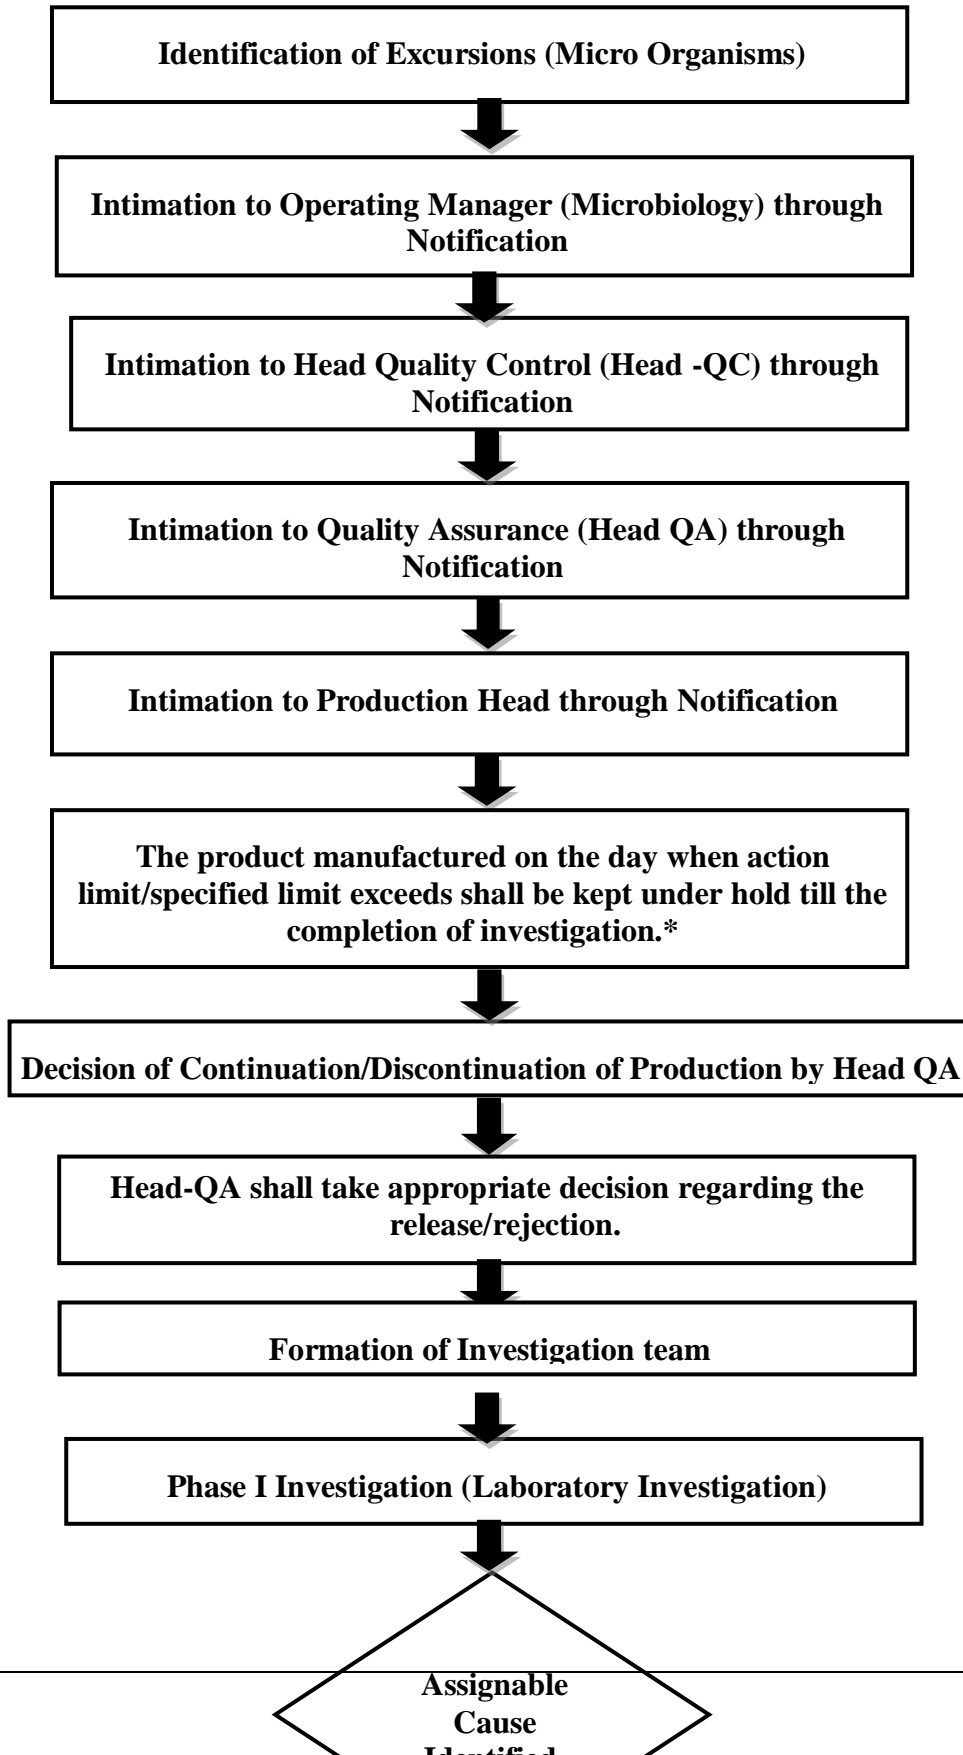 Identification of Excursions (Micro Organisms)
Intimation to Operating Manager (Microbiology) through
Notification
Intimation to Head Quality Control (Head -QC) through
Notification
Intimation to Quality Assurance (Head QA) through
Notification
Intimation to Production Head through Notification
The product manufactured on the day when action
limit/specified limit exceeds shall be kept under hold till the
completion of investigation.*
Decision of Continuation/Discontinuation of Production by Head QA
Head-QA shall take appropriate decision regarding the
release/rejection.
Formation of Investigation team
Phase I Investigation (Laboratory Investigation)
Assignable
Cause
Identified